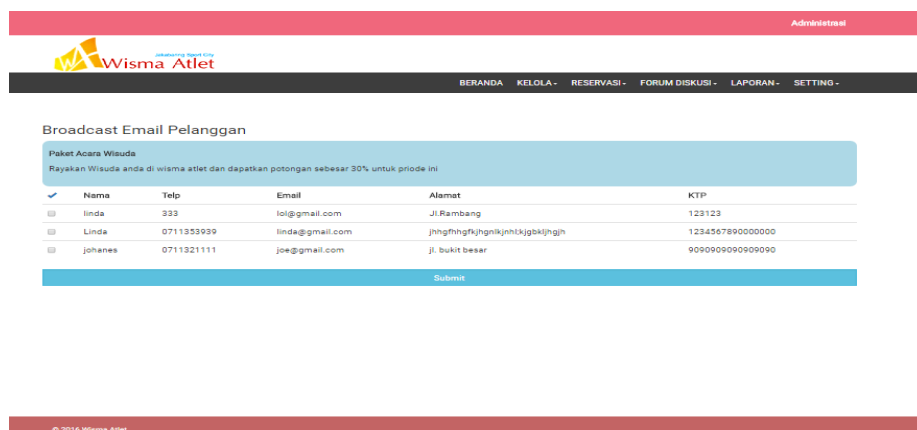 Administrasi
Jakabaring Sport City
Wisma Atlet
BERANDA KELOLA RESERVASI FORUM DISKUSI LAPORAN SETTING
Broadcast Email Pelanggan
Paket Acara Wisuda
Rayakan Wisuda anda di wisma atlet dan dapatkan potongan sebesar 30% untuk priode ini
Nama Telp Email Alamat KTP
linda 333 lol@gmail.com Jl.Rambang 123123
Linda 0711353939 linda@gmail.com 1234567890000000
johanes 0711321111 joe@gmail.com jl. bukit besar 9090909090909090
Submit
© 2016 Wisma Atlet